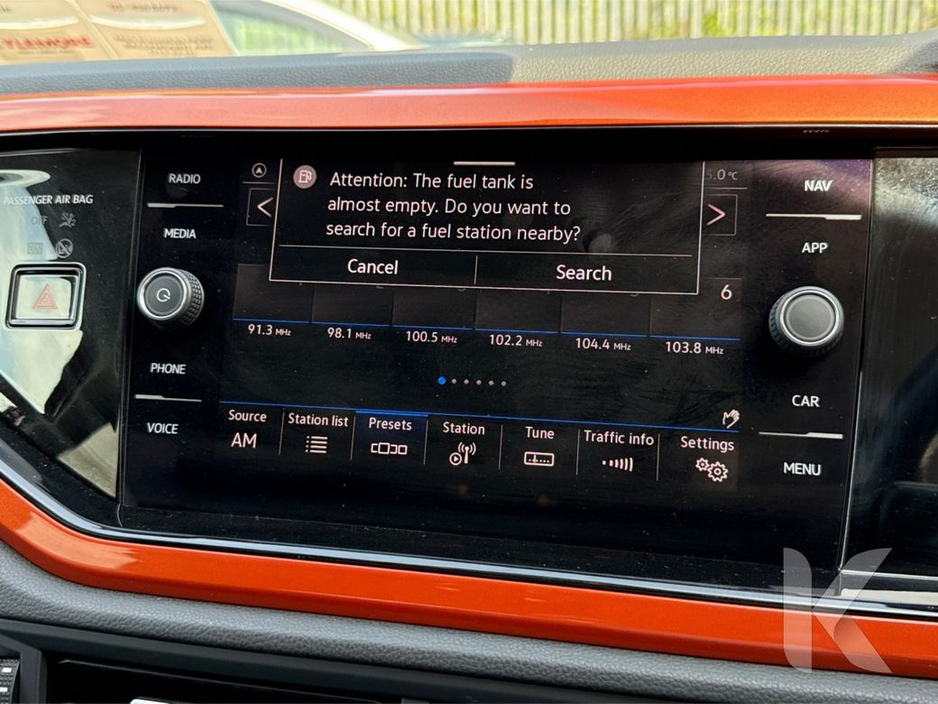 RADIO
MEDIA
PHONE
VOICE
PASSENGER AIR BAG
OFF
Attention: The fuel tank is
almost empty. Do you want to
search for a fuel station nearby?
Cancel Search
5.0 °C
6
91.3 MHz 98.1 MHz 100.5 MHz 102.2 MHz 104.4 MHz 103.8 MHz
Source Station list Presets Station Tune Traffic info Settings
AM
NAV
APP
CAR
MENU
K